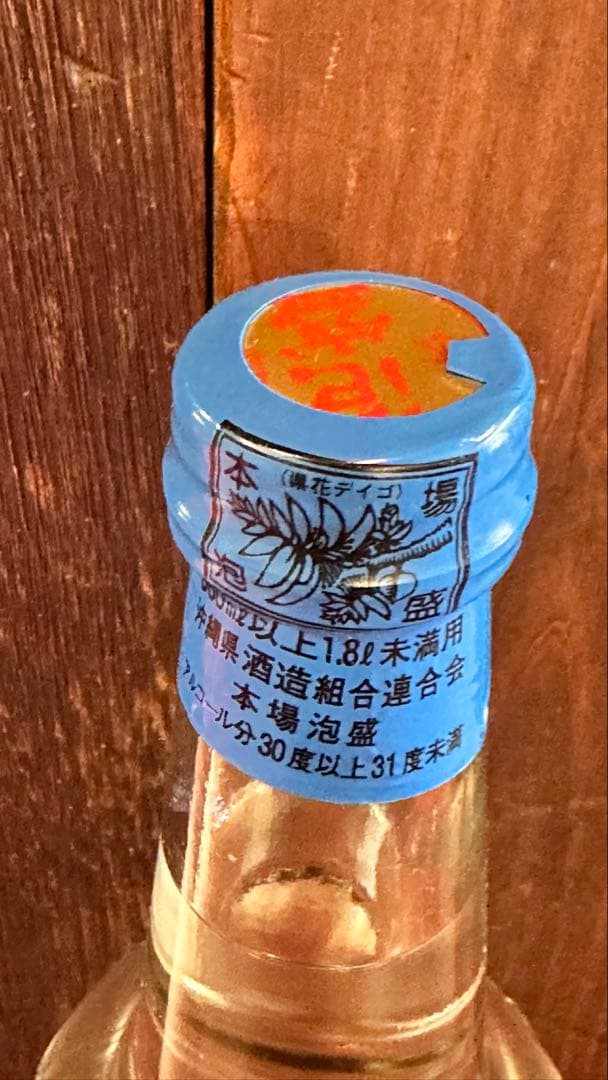 本場
(県花デイゴ)
泡盛
以上1.8ℓ未満用
沖縄県酒造組合連合会
本場泡盛
アルコール分30度以上31度未満